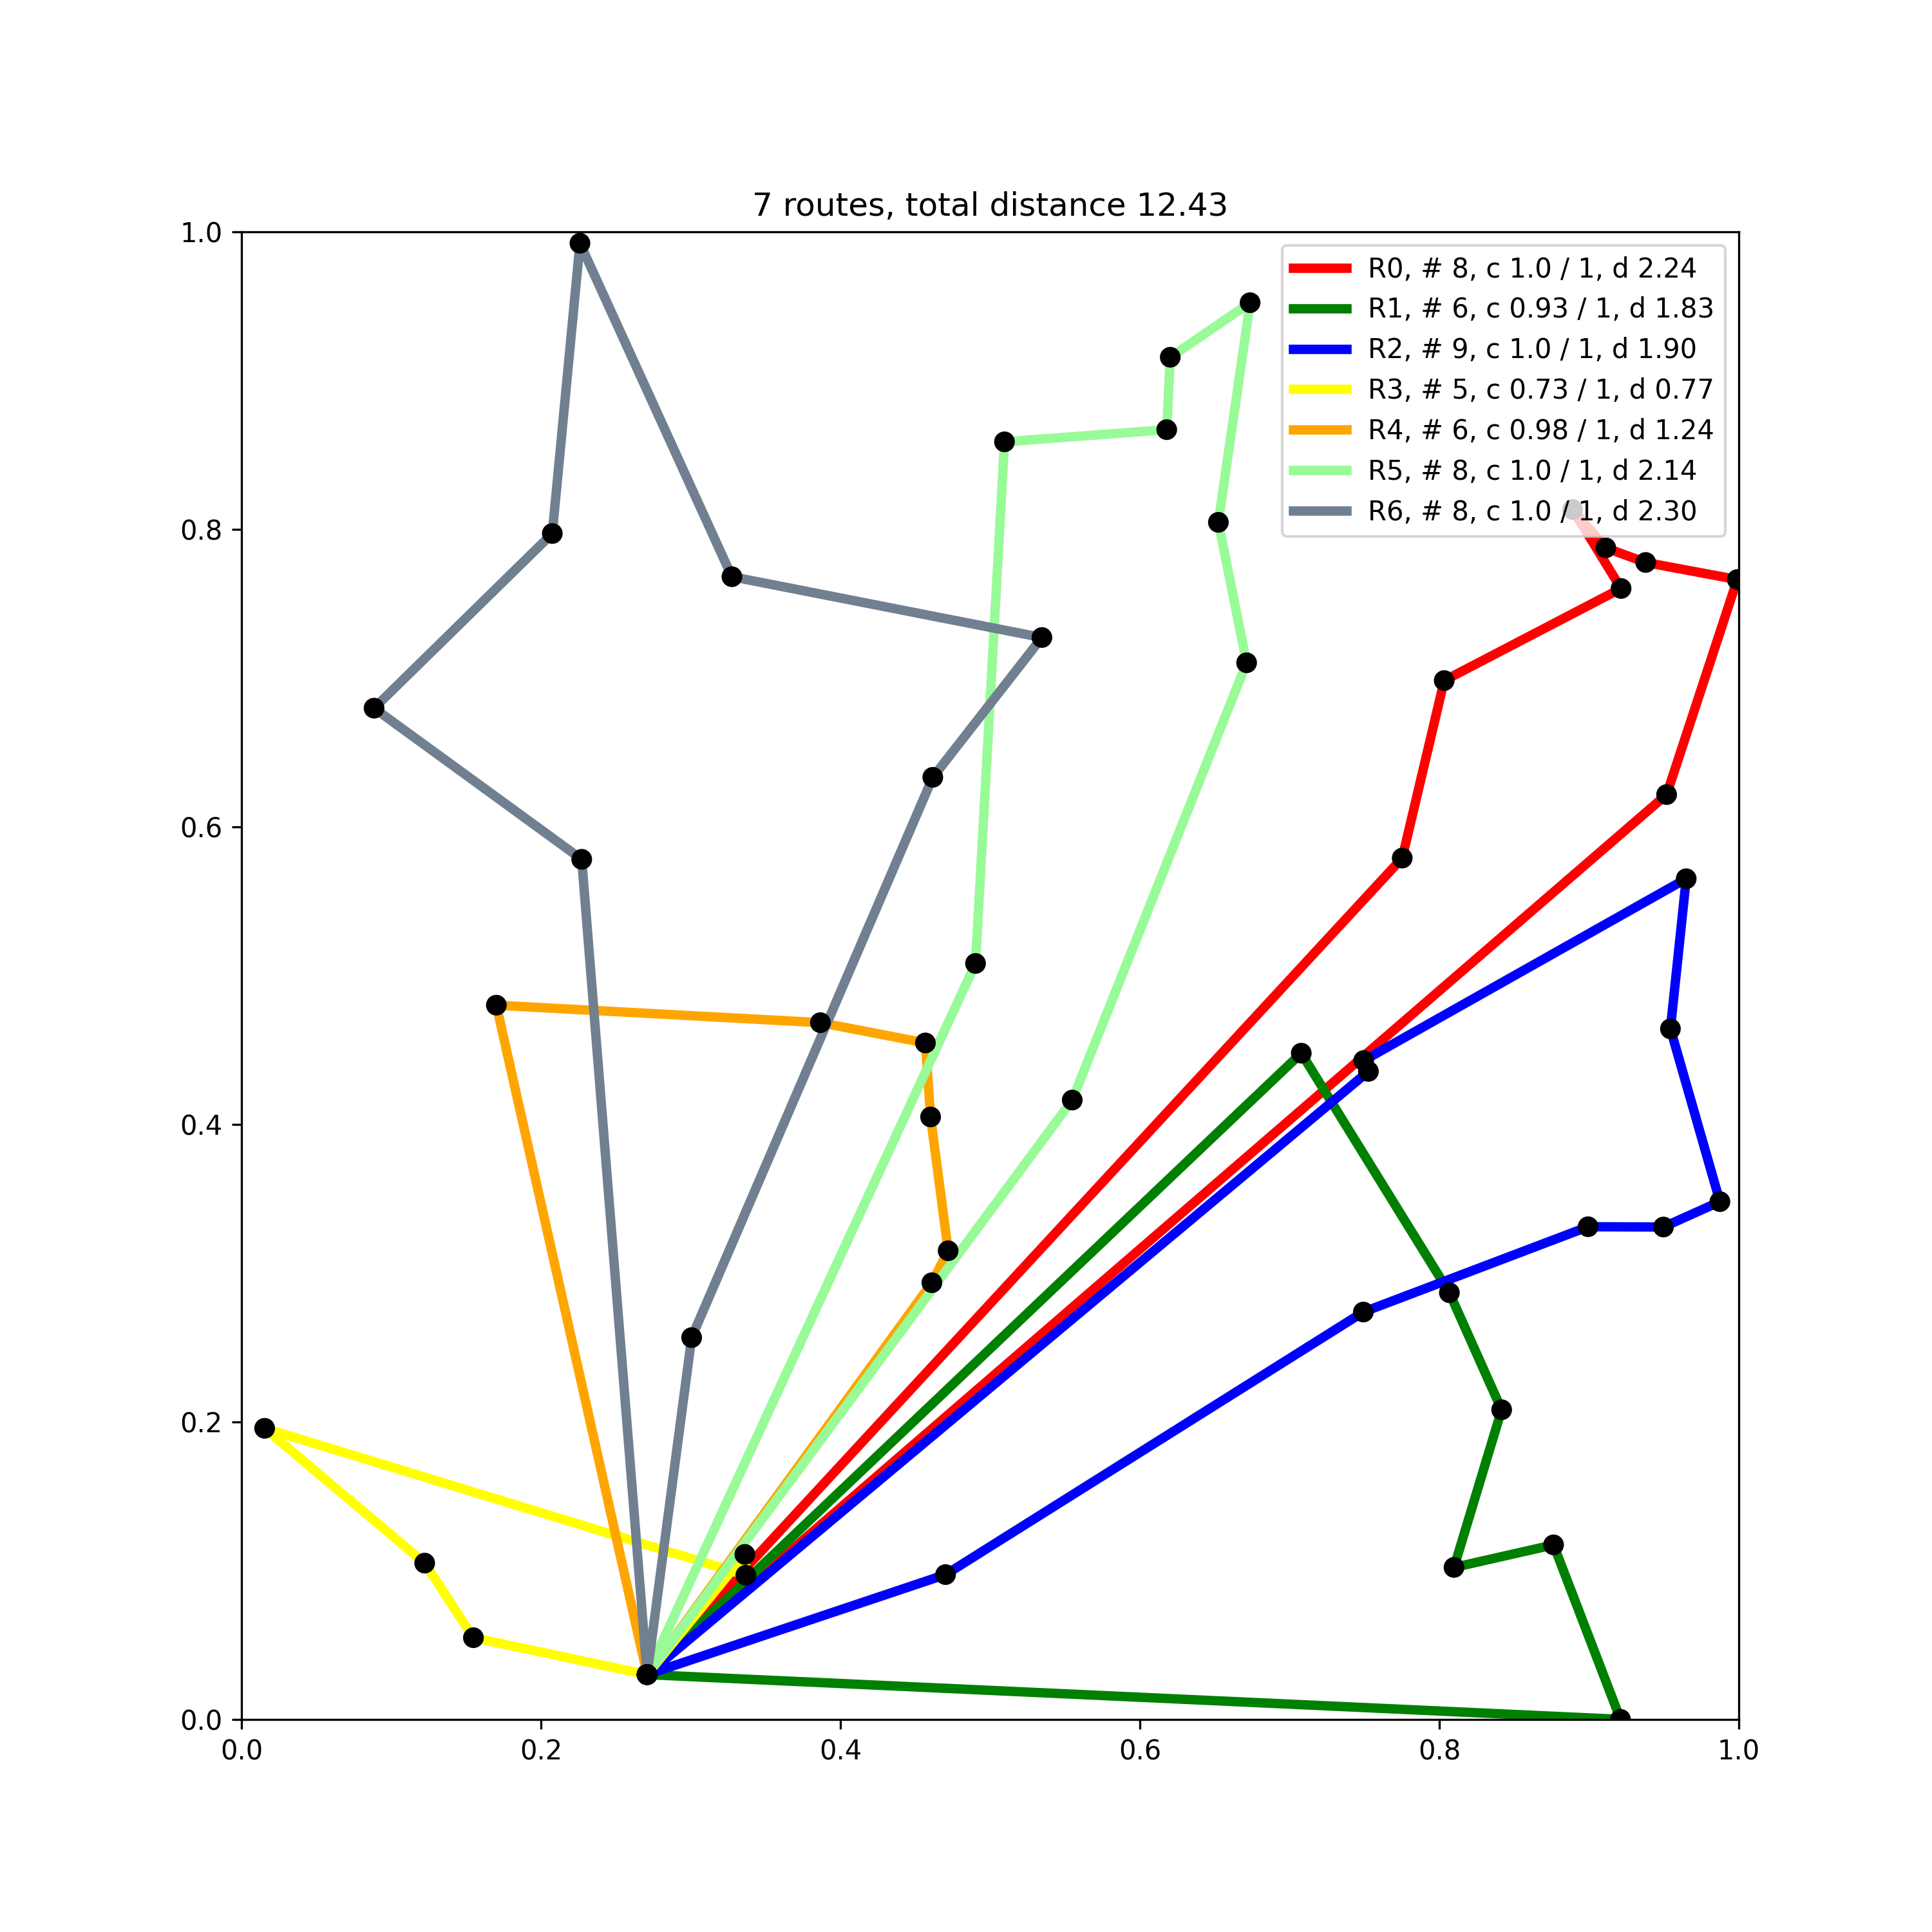 7 routes, total distance 12.43
1.0
0.8
0.6
0.4
0.2
0.0
R0, # 8, c 1.0 / 1, d 2.24
R1, # 6, c 0.93 / 1, d 1.83
R2, # 9, c 1.0 / 1, d 1.90
R3, # 5, c 0.73 / 1, d 0.77
R4, # 6, c 0.98 / 1, d 1.24
R5, # 8, c 1.0 / 1, d 2.14
R6, # 8, c 1.0 / 1, d 2.30
0.0 0.2 0.4 0.6 0.8 1.0